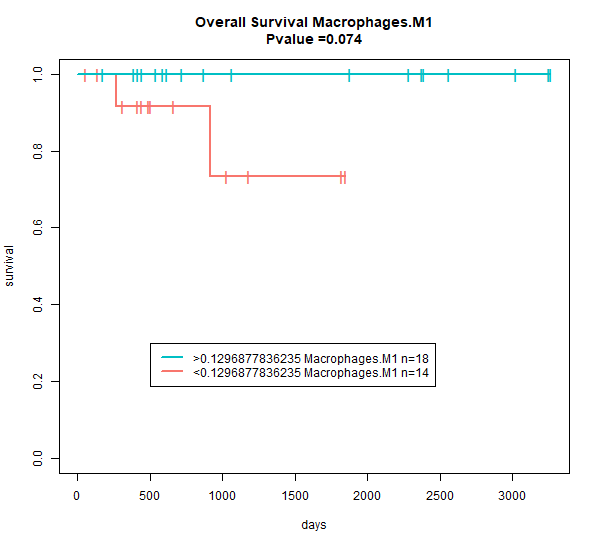 Overall Survival Macrophages.M1
Pvalue =0.074
1.0
0.8
0.6
0.4
0.2
0.0
survival
>0.1296877836235 Macrophages.M1 n=18
<0.1296877836235 Macrophages.M1 n=14
0 500 1000 1500 2000 2500 3000
days